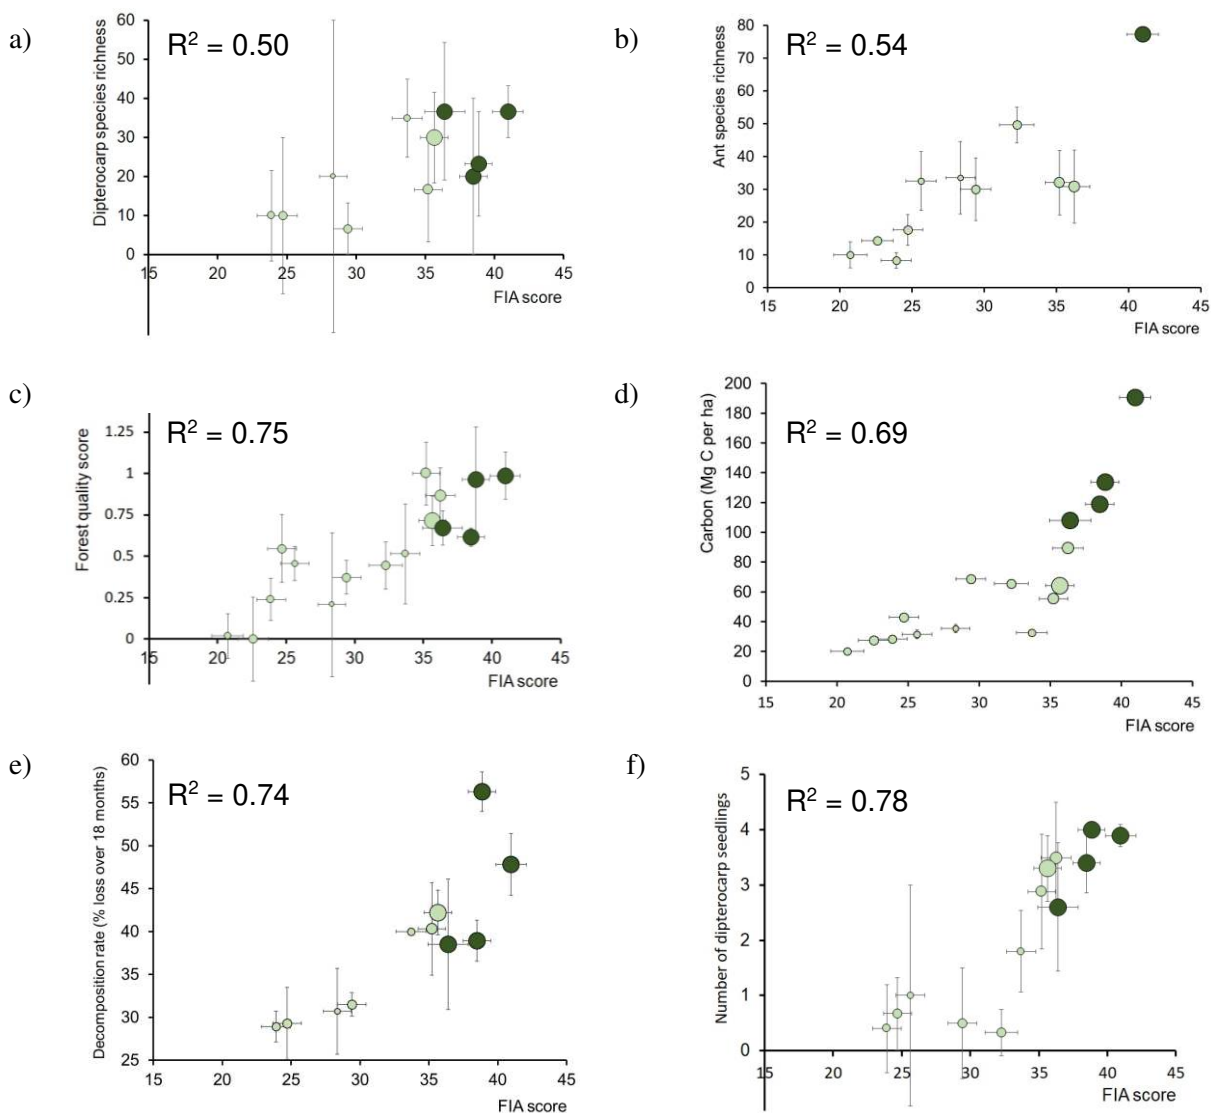 a)
R² = 0.50
Dipterocarp species richness
60
50
40
30
20
10
0
15 20 25 30 35 40 45
FIA score
b)
R² = 0.54
Ant species richness
80
70
60
50
40
30
20
10
0
15 20 25 30 35 40 45
FIA score
c)
R² = 0.75
Forest quality score
1.25
1
0.75
0.5
0.25
0
15 20 25 30 35 40 45
FIA score
d)
R² = 0.69
Carbon (Mg C per ha)
200
180
160
140
120
100
80
60
40
20
0
15 20 25 30 35 40 45
FIA score
e)
R² = 0.74
Decomposition rate (% loss over 18 months)
60
55
50
45
40
35
30
25
15 20 25 30 35 40 45
FIA score
f)
R² = 0.78
Number of dipterocarp seedlings
5
4
3
2
1
0
15 20 25 30 35 40 45
FIA score